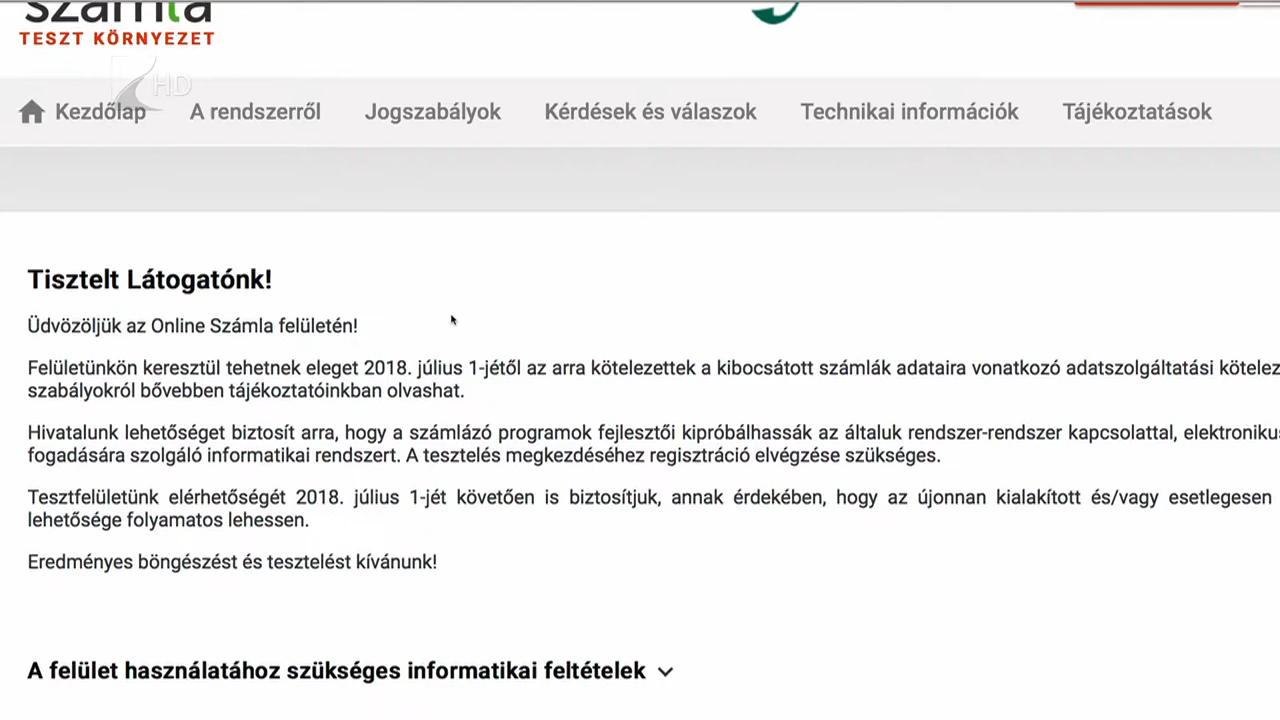 számla
TESZT KÖRNYEZET
HD
Kezdőlap A rendszerről Jogszabályok Kérdések és válaszok Technikai információk Tájékoztatások
Tisztelt Látogatónk!
Üdvözöljük az Online Számla felületén!
Felületünkön keresztül tehetnek eleget 2018. július 1-jétől az arra kötelezettek a kibocsátott számlák adataira vonatkozó adatszolgáltatási
szabályokról bővebben tájékoztatóinkban olvashat.
Hivatalunk lehetőséget biztosít arra, hogy a számlázó programok fejlesztői kipróbálhassák az általuk rendszer-rendszer kapcsolattal,
fogadására szolgáló informatikai rendszert. A tesztelés megkezdéséhez regisztráció elvégzése szükséges.
Tesztfelületünk elérhetőségét 2018. július 1-jét követően is biztosítjuk, annak érdekében, hogy az újonnan kialakított és/vagy esetlegesen
lehetősége folyamatos lehessen.
Eredményes böngészést és tesztelést kívánunk!
A felület használatához szükséges informatikai feltételek